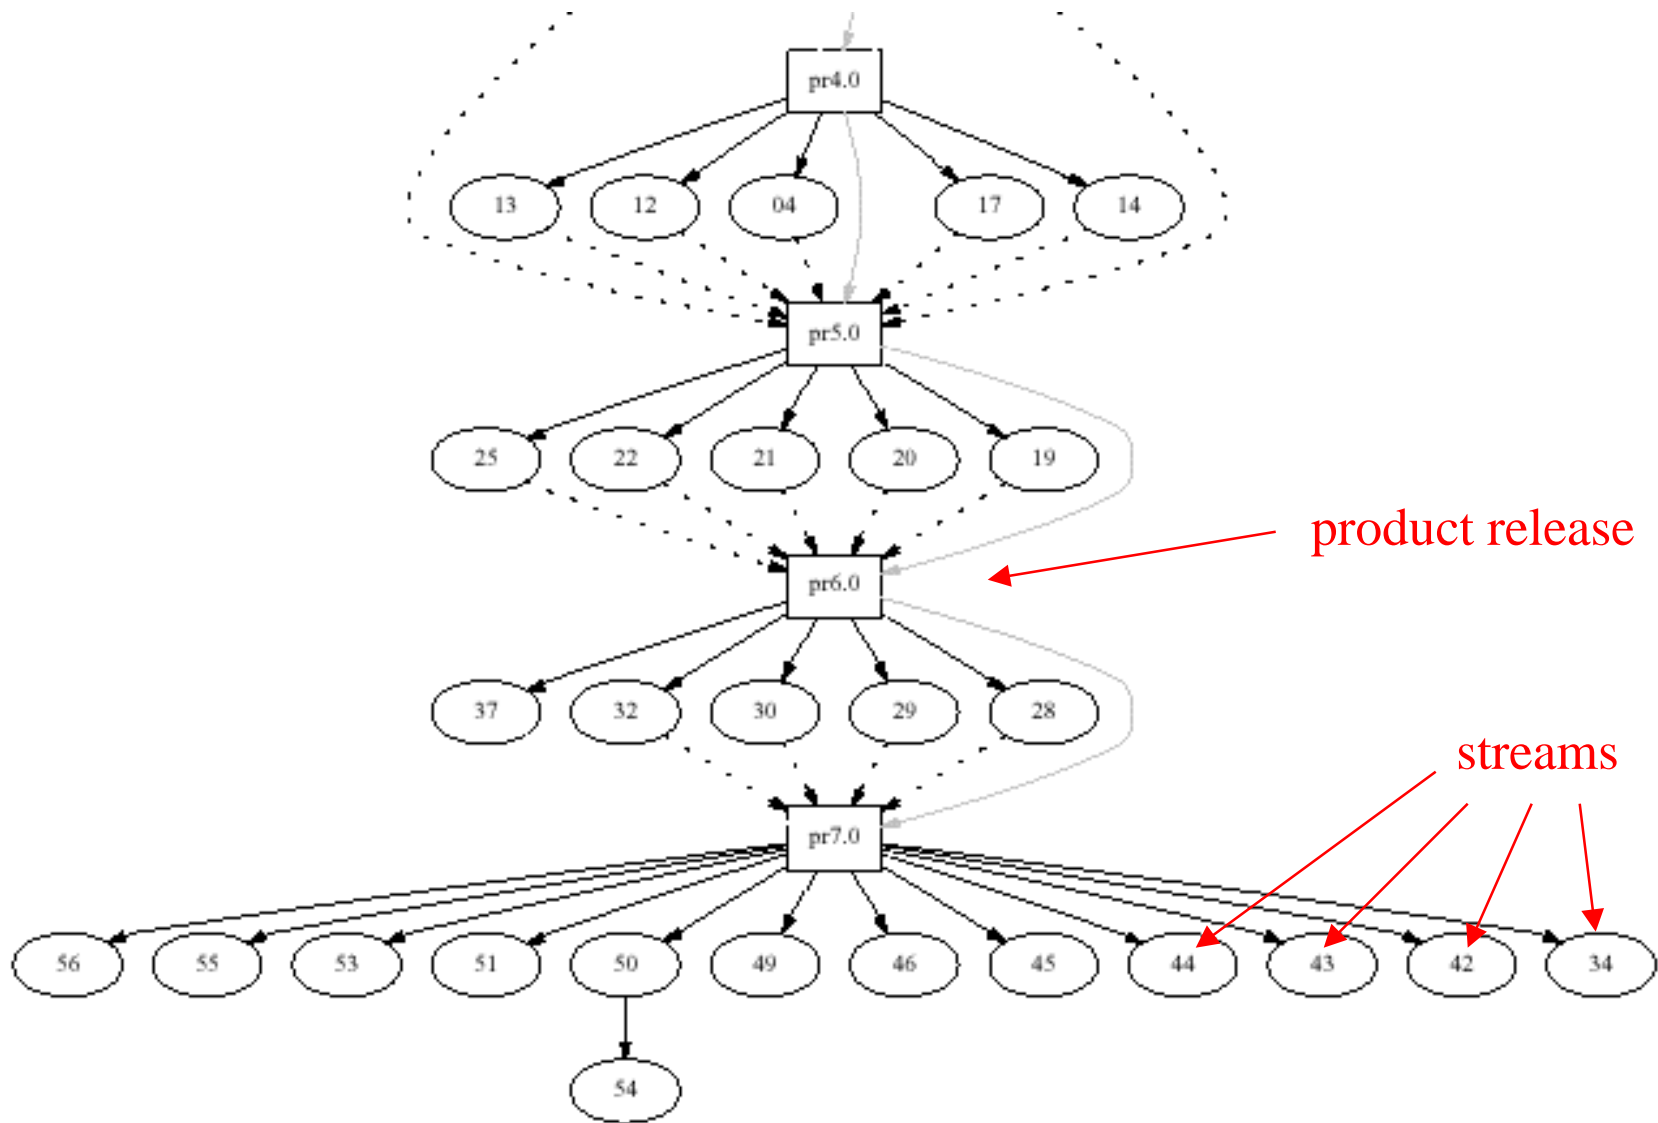 pr4.0
13 12 04 17 14
pr5.0
25 22 21 20 19
product release
pr6.0
37 32 30 29 28
streams
pr7.0
56 55 53 51 50 49 46 45 44 43 42 34
54